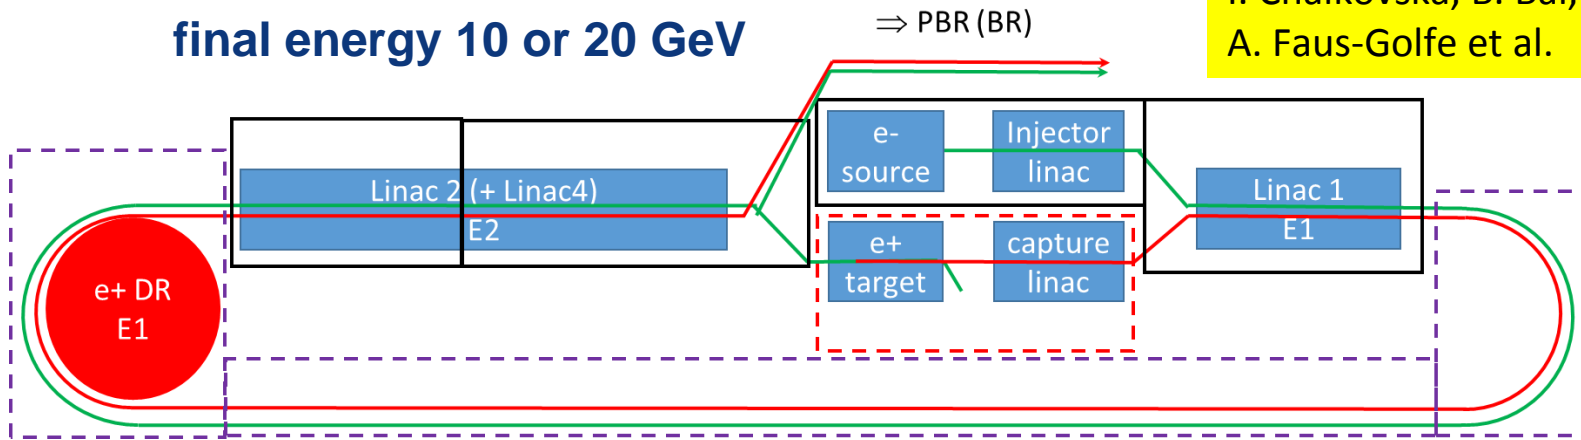 final energy 10 or 20 GeV
⇒ PBR (BR)
A. Faus-Golfe et al.
e-
source
Injector
linac
Linac 2 (+ Linac4)
E2
Linac 1
E1
e+
target
capture
linac
e+ DR
E1